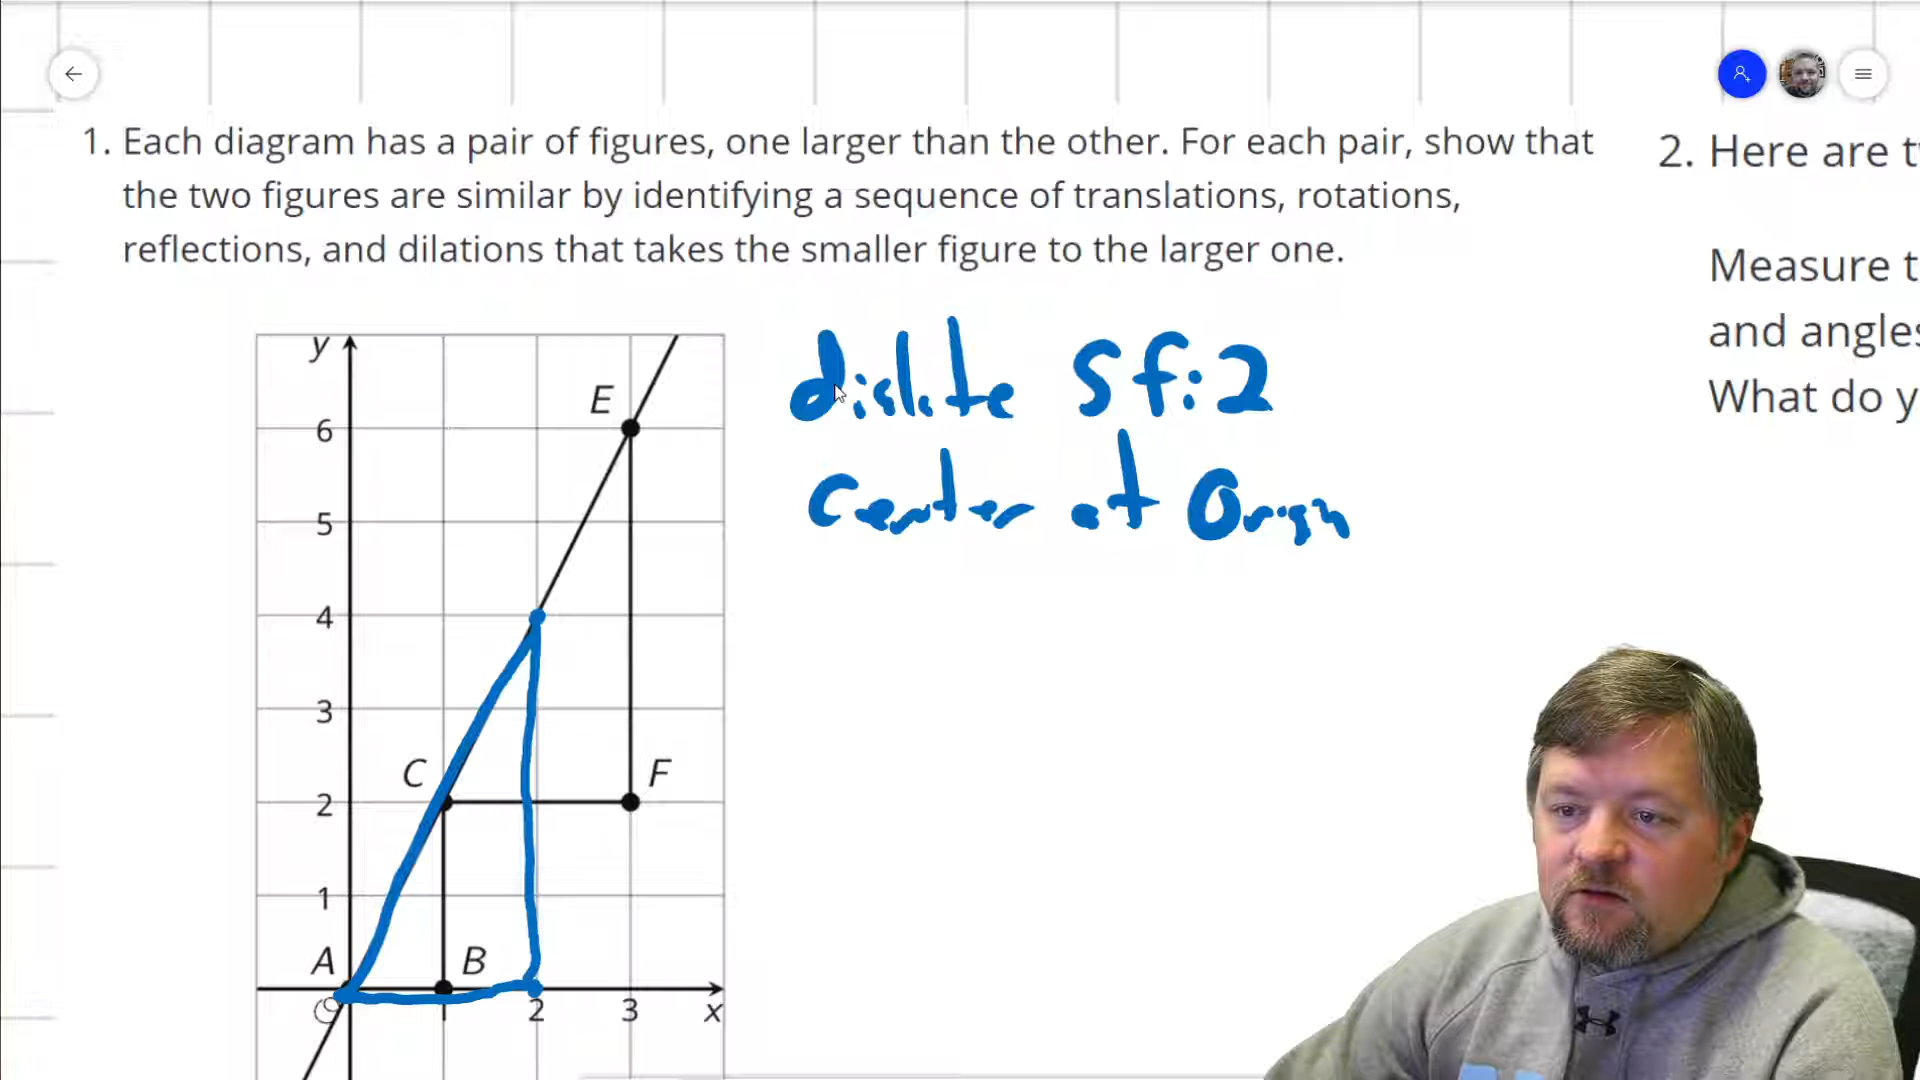 1. Each diagram has a pair of figures, one larger than the other. For each pair, show that
the two figures are similar by identifying a sequence of translations, rotations,
reflections, and dilations that takes the smaller figure to the larger one.
2. Here are t
Measure t
and angles
What do y
dislate Sf:2
Center at Origin
y
E
6
5
4
3
C
F
2
1
A
B
2
3
x